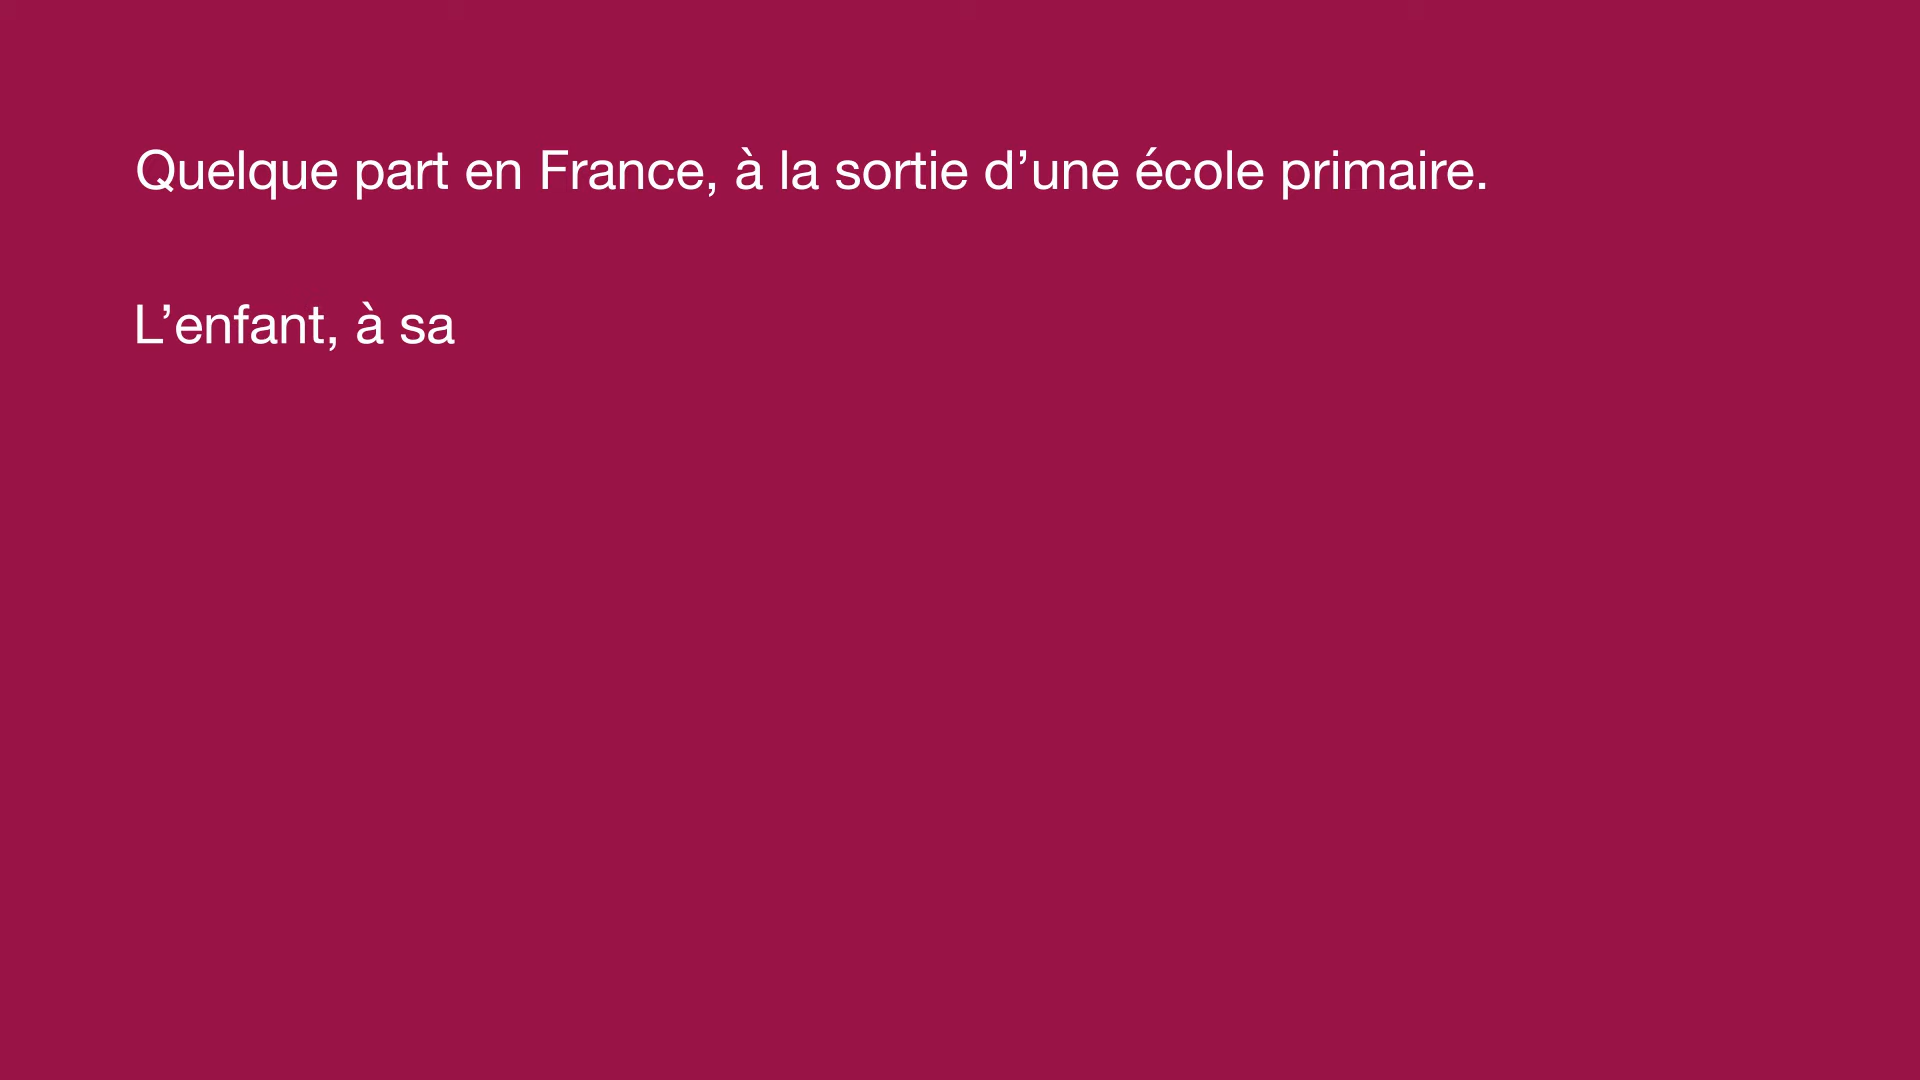 Quelque part en France, à la sortie d’une école primaire.
L’enfant, à sa